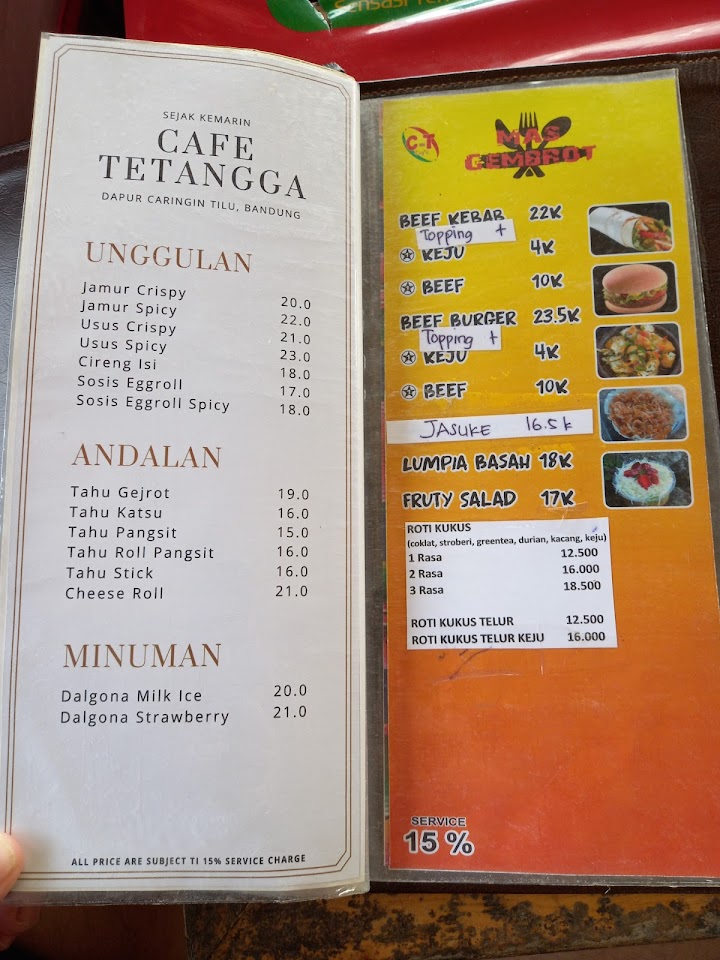 Sensasi
SEJAK KEMARIN
CAFE
TETANGGA
DAPUR CARINGIN TILU, BANDUNG
UNGGULAN
Jamur Crispy 20.0
Jamur Spicy 22.0
Usus Crispy 21.0
Usus Spicy 23.0
Cireng Isi 18.0
Sosis Eggroll 17.0
Sosis Eggroll Spicy 18.0
ANDALAN
Tahu Gejrot 19.0
Tahu Katsu 16.0
Tahu Pangsit 15.0
Tahu Roll Pangsit 16.0
Tahu Stick 16.0
Cheese Roll 21.0
MINUMAN
Dalgona Milk Ice 20.0
Dalgona Strawberry 21.0
ALL PRICE ARE SUBJECT TI 15% SERVICE CHARGE
C-T
MAS
GEMBROT
BEEF KEBAB 22K
Topping +
KEJU 4K
BEEF 10K
BEEF BURGER 23.5K
Topping +
KEJU 4K
BEEF 10K
JASUKE 16.5k
LUMPIA BASAH 18K
FRUTY SALAD 17K
ROTI KUKUS
(coklat, stroberi, greentea, durian, kacang, keju)
1 Rasa 12.500
2 Rasa 16.000
3 Rasa 18.500
ROTI KUKUS TELUR 12.500
ROTI KUKUS TELUR KEJU 16.000
SERVICE
15 %